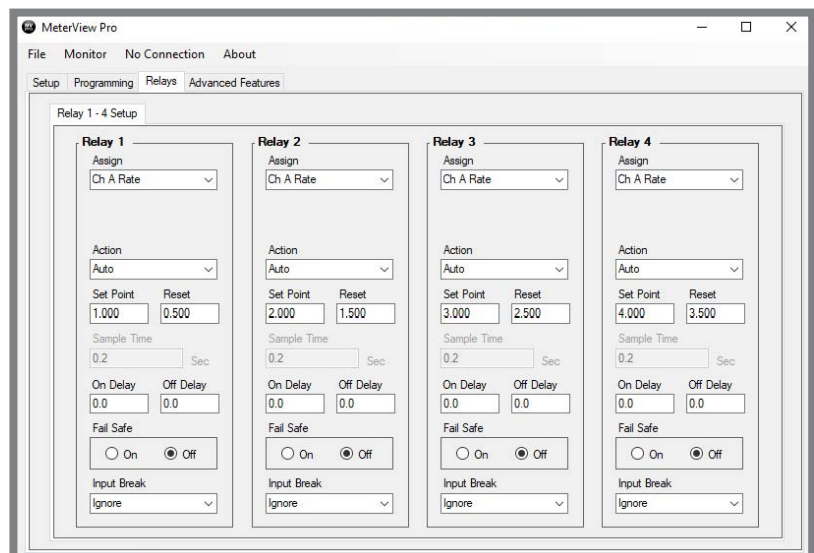 MeterView Pro
File Monitor No Connection About
Setup Programming Relays Advanced Features
Relay 1 - 4 Setup
Relay 1
Assign
Ch A Rate
Action
Auto
Set Point Reset
1.000 0.500
Sample Time
0.2 Sec
On Delay Off Delay
0.0 0.0
Fail Safe
On Off
Input Break
Ignore
Relay 2
Assign
Ch A Rate
Action
Auto
Set Point Reset
2.000 1.500
Sample Time
0.2 Sec
On Delay Off Delay
0.0 0.0
Fail Safe
On Off
Input Break
Ignore
Relay 3
Assign
Ch A Rate
Action
Auto
Set Point Reset
3.000 2.500
Sample Time
0.2 Sec
On Delay Off Delay
0.0 0.0
Fail Safe
On Off
Input Break
Ignore
Relay 4
Assign
Ch A Rate
Action
Auto
Set Point Reset
4.000 3.500
Sample Time
0.2 Sec
On Delay Off Delay
0.0 0.0
Fail Safe
On Off
Input Break
Ignore